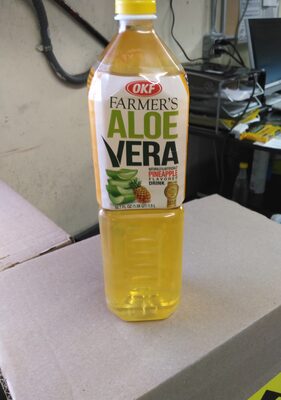 OKF
FARMER'S
ALOE
VERA
PINEAPPLE
FLAVORED
DRINK